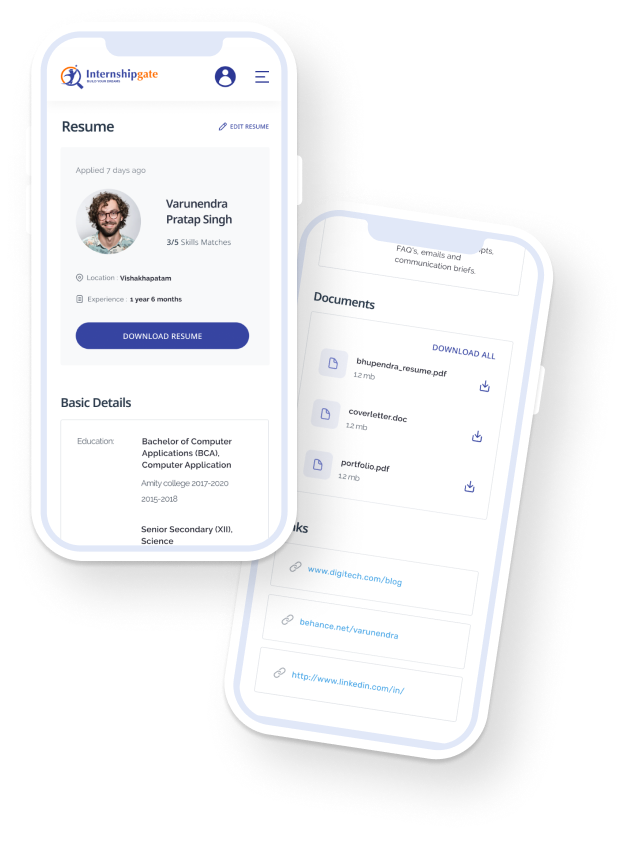 Internshipgate
BUILD YOUR DREAMS
Resume
EDIT RESUME
Applied 7 days ago
Varunendra
Pratap Singh
3/5 Skills Matches
Location : Vishakhapatam
Experience : 1 year 6 months
DOWNLOAD RESUME
Basic Details
Education:
Bachelor of Computer
Applications (BCA),
Computer Application
Amity college 2017-2020
2015-2018
Senior Secondary (XII),
Science
pts,
FAQ's, emails and
communication briefs.
Documents
DOWNLOAD ALL
bhupendra_resume.pdf
1.2 mb
coverletter.doc
1.2 mb
portfolio.pdf
1.2 mb
ks
www.digitech.com/blog
behance.net/varunendra
http://www.linkedin.com/in/